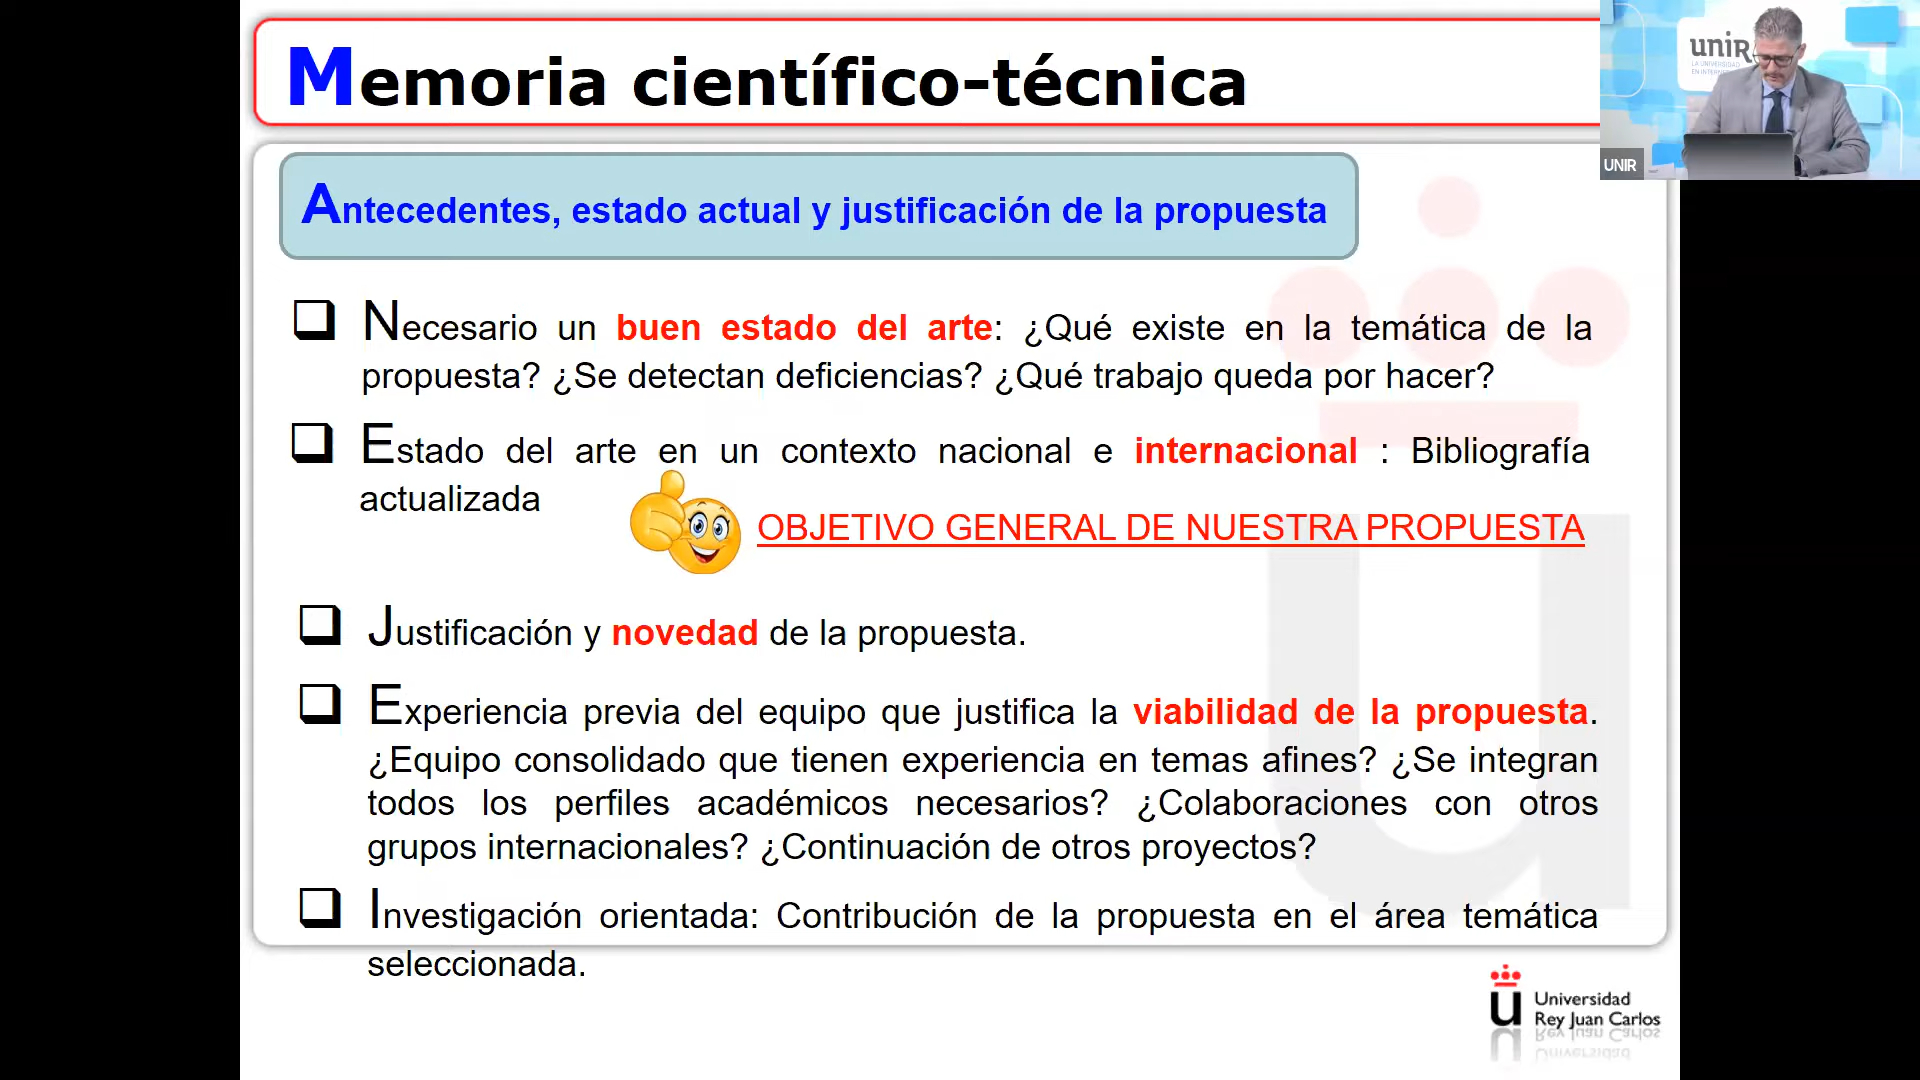 Memoria científico-técnica
unir
LA UNIVERSIDAD
EN INTERNET
UNIR
Antecedentes, estado actual y justificación de la propuesta
❑ Necesario un buen estado del arte: ¿Qué existe en la temática de la
propuesta? ¿Se detectan deficiencias? ¿Qué trabajo queda por hacer?
❑ Estado del arte en un contexto nacional e internacional : Bibliografía
actualizada
OBJETIVO GENERAL DE NUESTRA PROPUESTA
❑ Justificación y novedad de la propuesta.
❑ Experiencia previa del equipo que justifica la viabilidad de la propuesta.
¿Equipo consolidado que tienen experiencia en temas afines? ¿Se integran
todos los perfiles académicos necesarios? ¿Colaboraciones con otros
grupos internacionales? ¿Continuación de otros proyectos?
❑ Investigación orientada: Contribución de la propuesta en el área temática
seleccionada.
u Universidad
Rey Juan Carlos